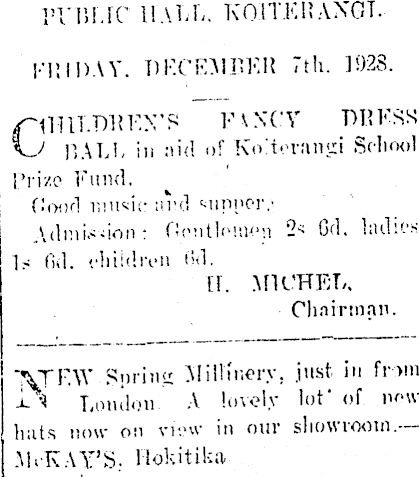 PUBLIC HALL, KOITERANGI.
FRIDAY, DECEMBER 7th, 1928.
CHILDREN'S FANCY DRESS
BALL in aid of Koiterangi School
Prize Fund.
Good music and supper.
Admission: Gentlemen 2s 6d, ladies
1s 6d, children 6d.
H. MICHEL,
Chairman.
NEW Spring Millinery, just in from
London. A lovely lot of new
hats now on view in our showroom.—
McKAY'S, Hokitika